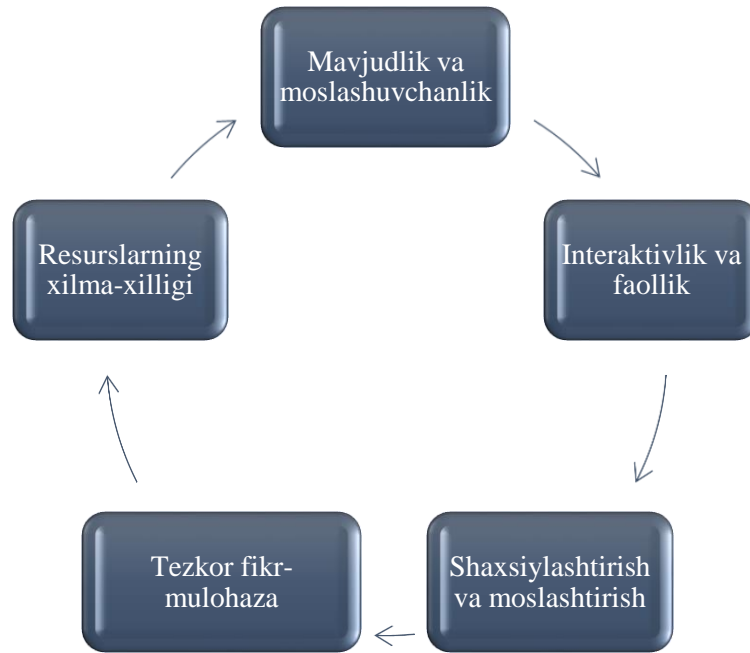 Mavjudlik va
moslashuvchanlik
Interaktivlik va
faollik
Shaxsiylashtirish
va moslashtirish
Tezkor fikr-
mulohaza
Resurslarning
xilma-xilligi